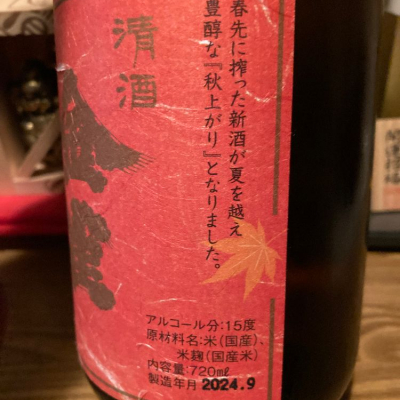 春先に搾った新酒が夏を越え
豊醇な『秋上がり』となりました。
清酒
アルコール分:15度
原材料名:米(国産)、
米麹(国産米)
内容量:720mℓ
製造年月 2024.9